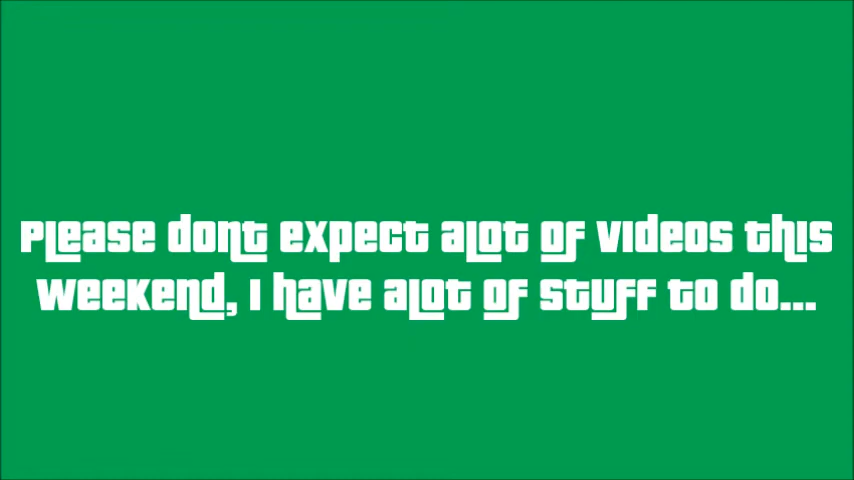 Please dont expect alot of videos this
weekend, I have alot of stuff to do...